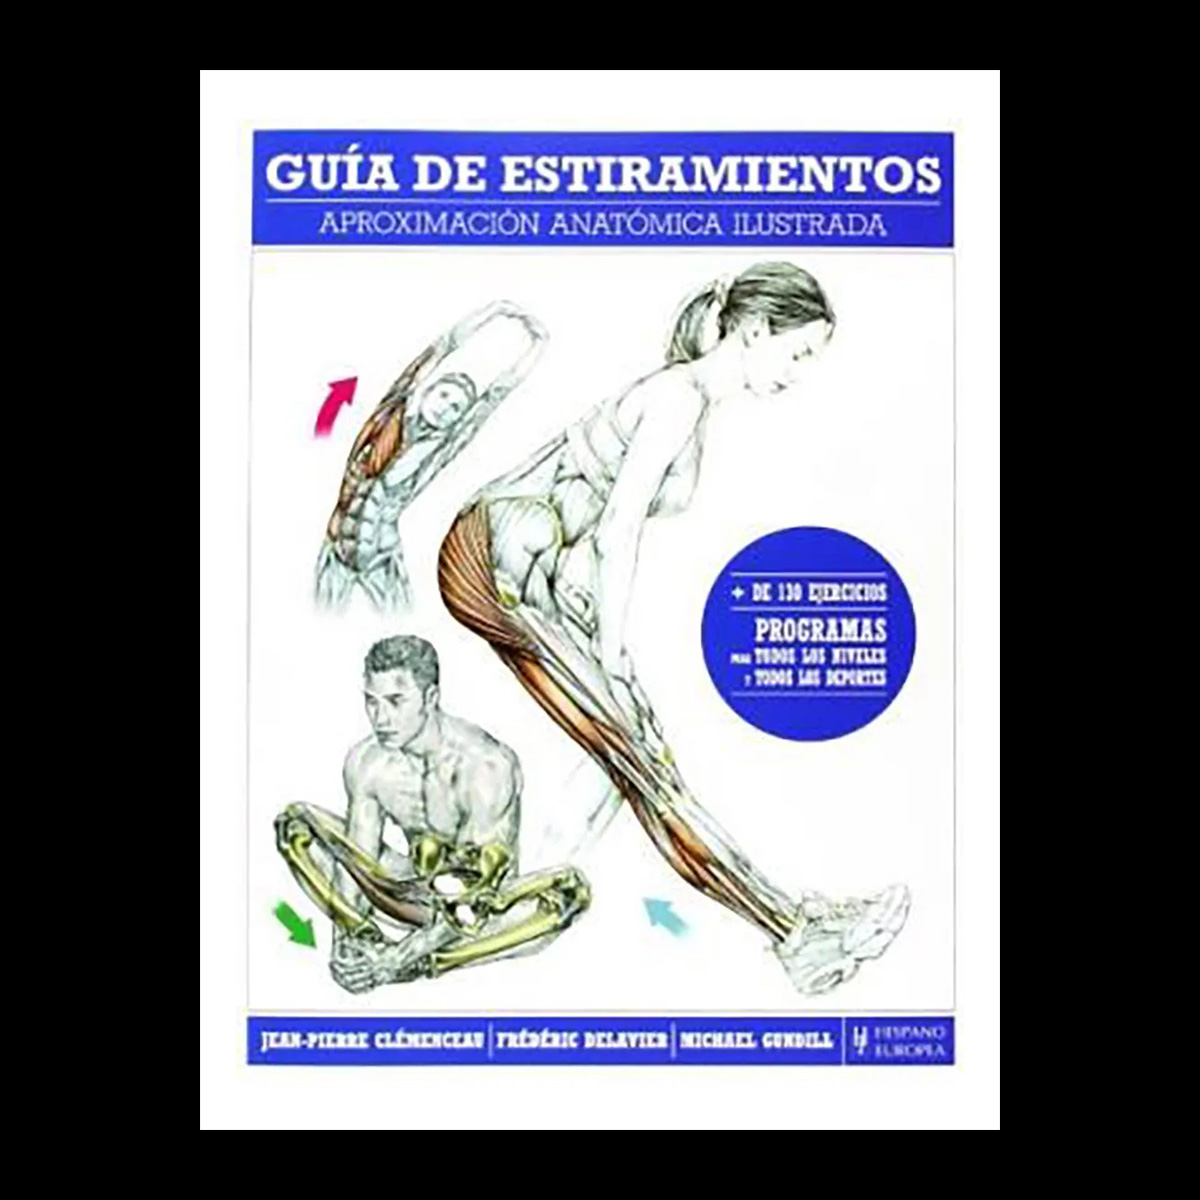 GUÍA DE ESTIRAMIENTOS
APROXIMACIÓN ANATÓMICA ILUSTRADA
+ DE 130 EJERCICIOS
PROGRAMAS
PARA TODOS LOS NIVELES
Y TODOS LOS DEPORTES
JEAN-PIERRE CLÉMENCEAU FRÉDÉRIC DELAVIER MICHAEL GUNDILL
HISPANO
EUROPEA